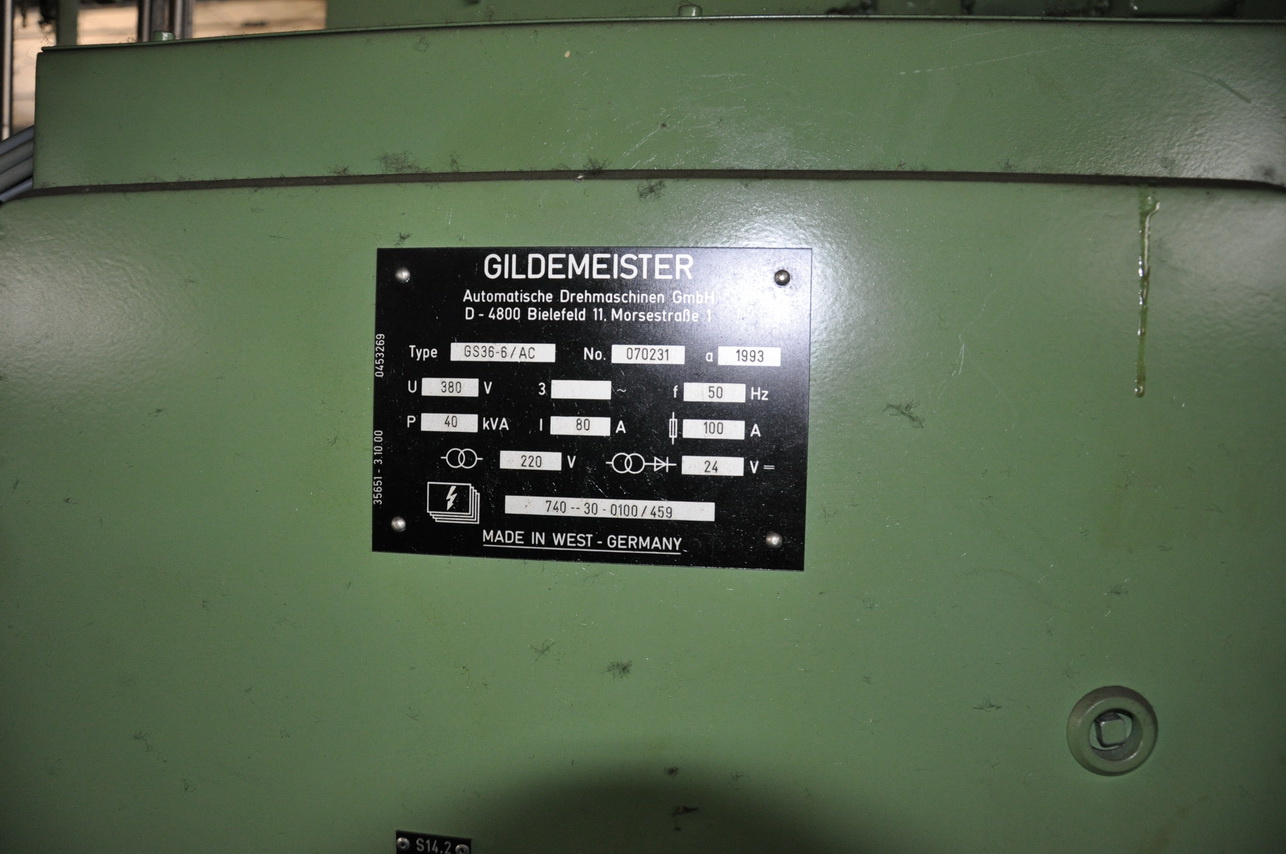 GILDEMEISTER
Automatische Drehmaschinen GmbH
D - 4800 Bielefeld 11, Morsestraße 1
Type GS36-6/AC No. 070231 a 1993
U 380 V 3 ~ f 50 Hz
P 40 kVA I 80 A 100 A
220 V 24 V =
740 -- 30 - 0100/459
MADE IN WEST - GERMANY
35651 - 3.10.00 0453269
S14.2